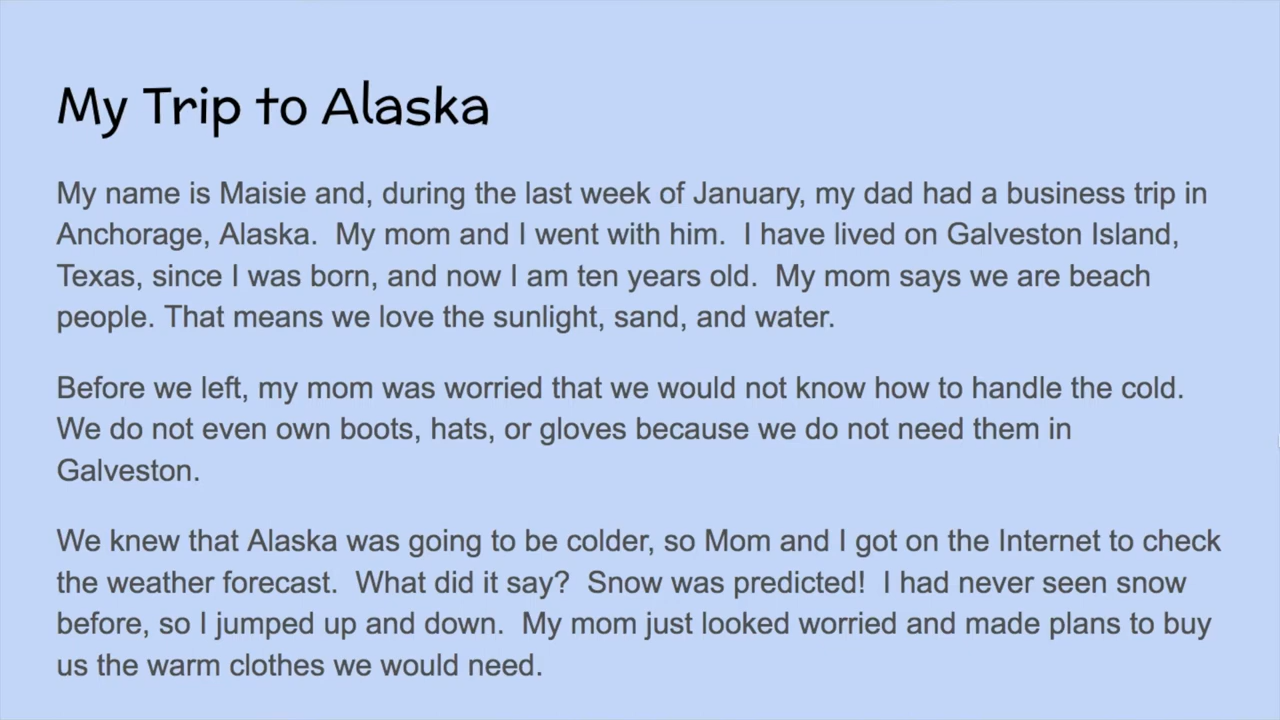 My Trip to Alaska
My name is Maisie and, during the last week of January, my dad had a business trip in
Anchorage, Alaska.  My mom and I went with him.  I have lived on Galveston Island,
Texas, since I was born, and now I am ten years old.  My mom says we are beach
people. That means we love the sunlight, sand, and water.
Before we left, my mom was worried that we would not know how to handle the cold.
We do not even own boots, hats, or gloves because we do not need them in
Galveston.
We knew that Alaska was going to be colder, so Mom and I got on the Internet to check
the weather forecast.  What did it say?  Snow was predicted!  I had never seen snow
before, so I jumped up and down.  My mom just looked worried and made plans to buy
us the warm clothes we would need.